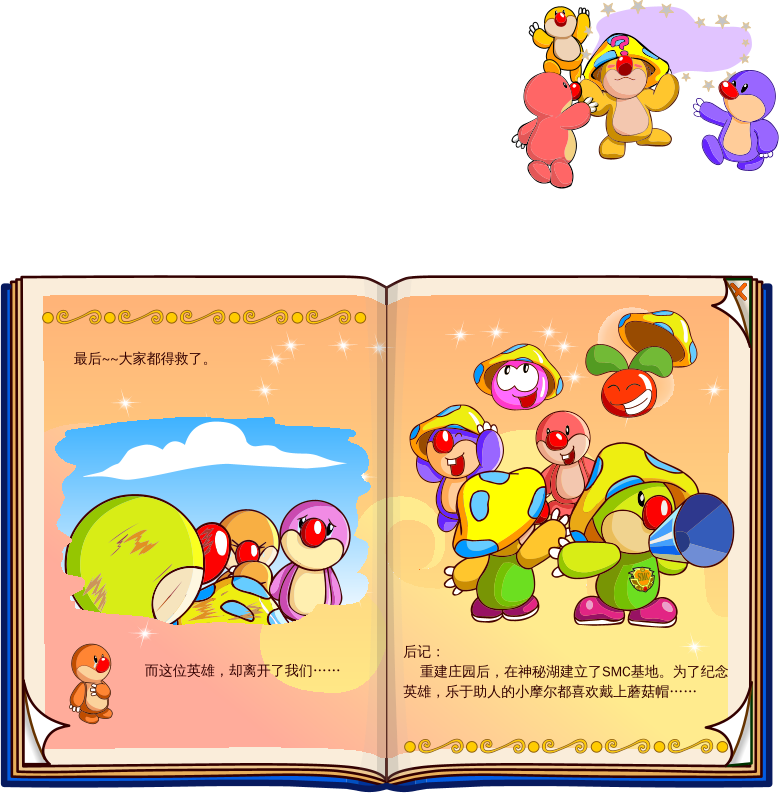 ?
最后~~大家都得救了。
而这位英雄，却离开了我们……
后记：
重建庄园后，在神秘湖建立了SMC基地。为了纪念
英雄，乐于助人的小摩尔都喜欢戴上蘑菇帽……